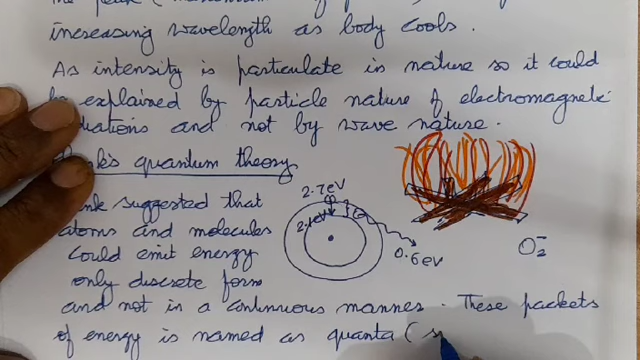 increasing wavelength as body cools.
As intensity is particulate in nature so it could
explained by particle nature of electromagnetic
and not by wave nature.
quantum theory
suggested that
atoms and molecules
could emit energy
only discrete form
and not in a continuous manner. These packets
of energy is named as quanta (
2.7eV
0.6eV
O2